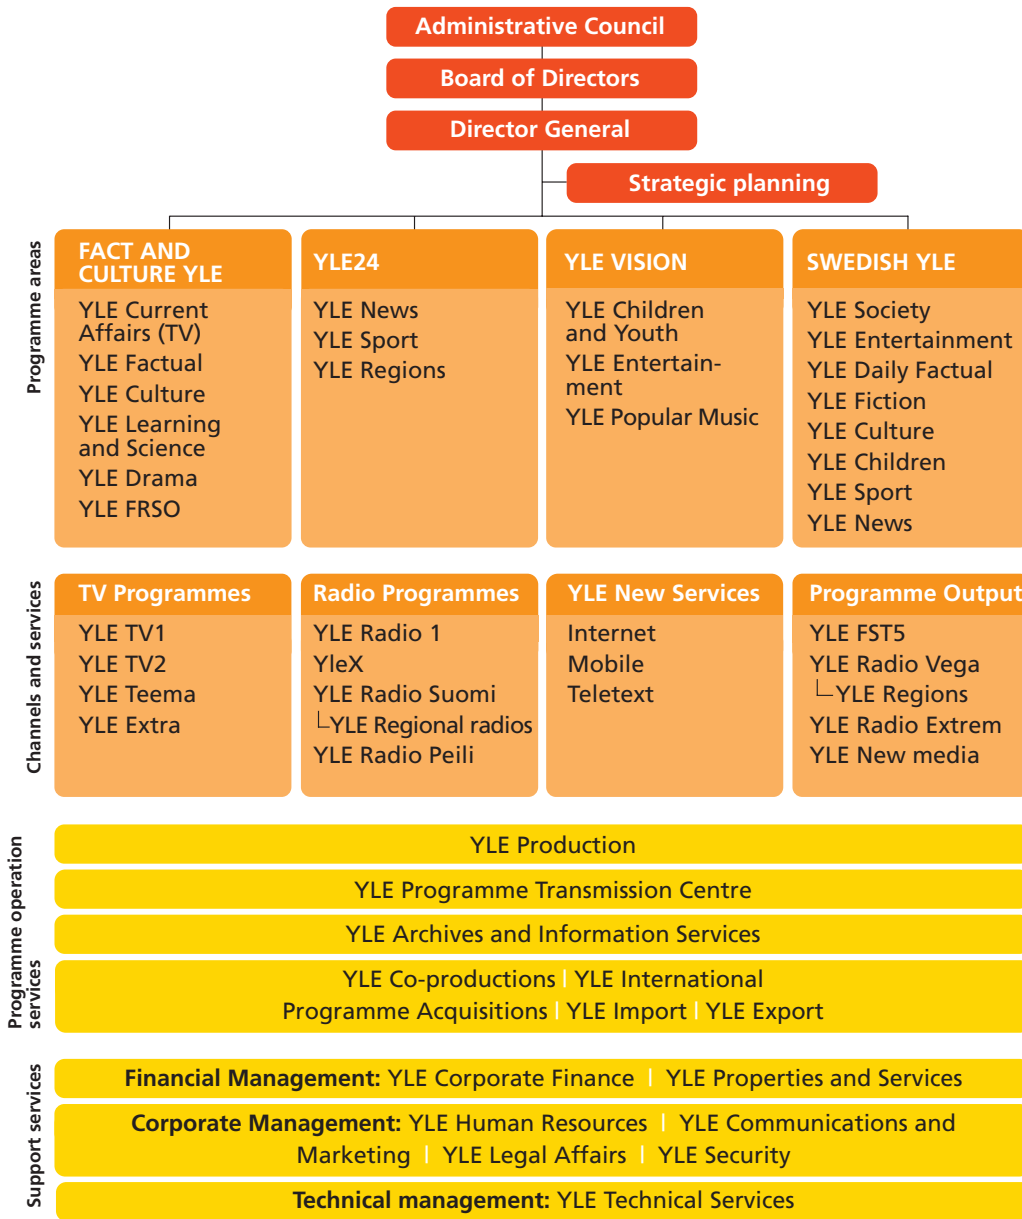 Administrative Council
Board of Directors
Director General
Strategic planning
Programme areas
FACT AND
CULTURE YLE
YLE Current
Affairs (TV)
YLE Factual
YLE Culture
YLE Learning
and Science
YLE Drama
YLE FRSO
YLE24
YLE News
YLE Sport
YLE Regions
YLE VISION
YLE Children
and Youth
YLE Entertain-
ment
YLE Popular Music
SWEDISH YLE
YLE Society
YLE Entertainment
YLE Daily Factual
YLE Fiction
YLE Culture
YLE Children
YLE Sport
YLE News
Channels and services
TV Programmes
YLE TV1
YLE TV2
YLE Teema
YLE Extra
Radio Programmes
YLE Radio 1
YleX
YLE Radio Suomi
YLE Regional radios
YLE Radio Peili
YLE New Services
Internet
Mobile
Teletext
Programme Output
YLE FST5
YLE Radio Vega
YLE Regions
YLE Radio Extrem
YLE New media
Programme operation
services
YLE Production
YLE Programme Transmission Centre
YLE Archives and Information Services
YLE Co-productions | YLE International
Programme Acquisitions | YLE Import | YLE Export
Support services
Financial Management: YLE Corporate Finance | YLE Properties and Services
Corporate Management: YLE Human Resources | YLE Communications and
Marketing | YLE Legal Affairs | YLE Security
Technical management: YLE Technical Services